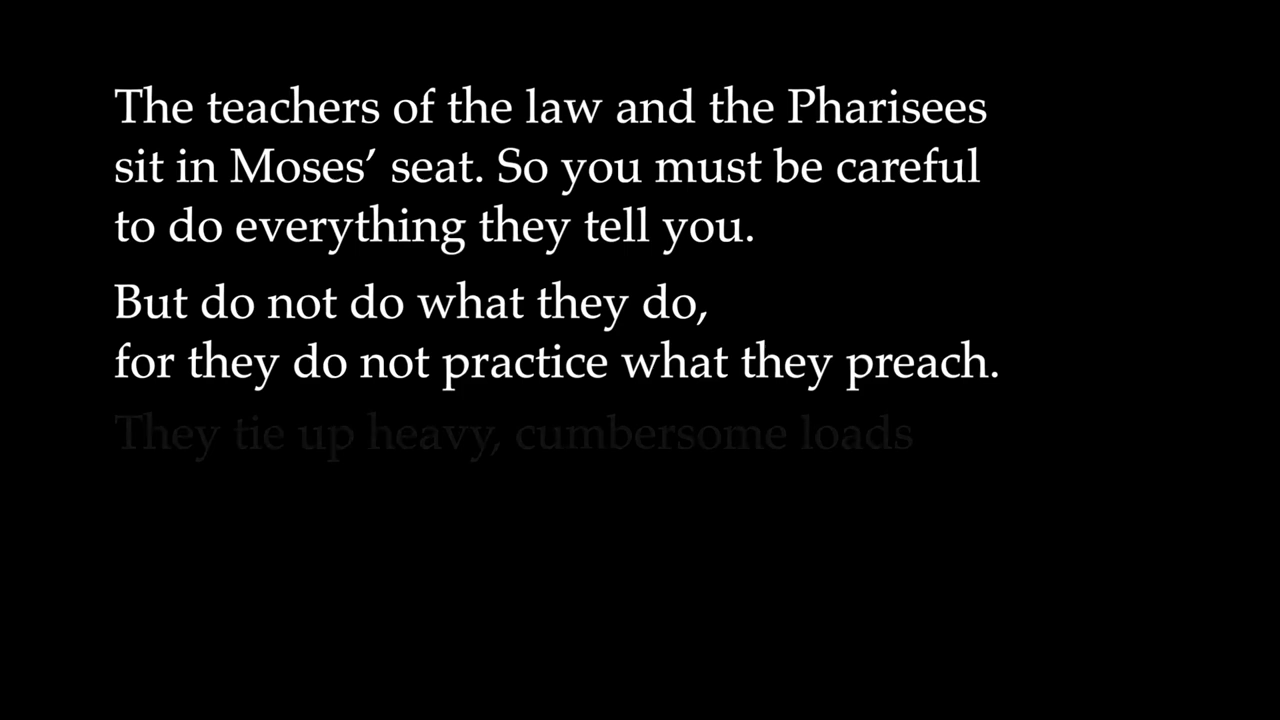 The teachers of the law and the Pharisees
sit in Moses’ seat. So you must be careful
to do everything they tell you.
But do not do what they do,
for they do not practice what they preach.
They tie up heavy, cumbersome loads